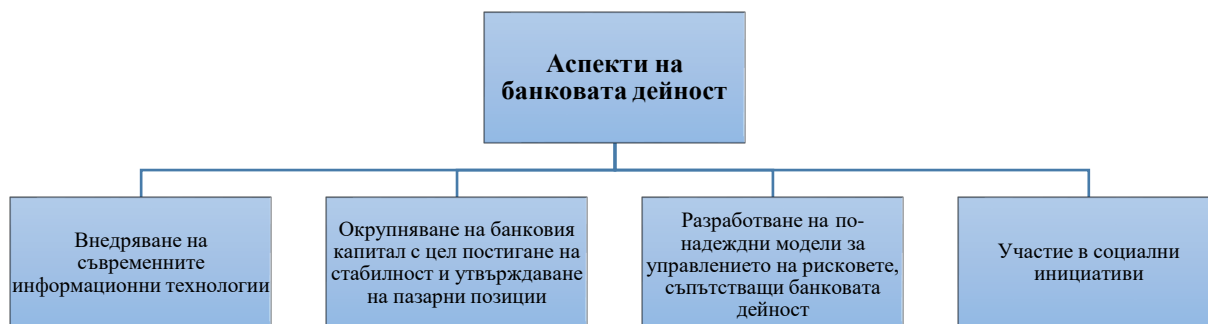 Аспекти на
банковата дейност
Внедряване на
съвременните
информационни технологии
Окрупняване на банковия
капитал с цел постигане на
стабилност и утвърждаване
на пазарни позиции
Разработване на по-
надеждни модели за
управлението на рисковете,
съпътстващи банковата
дейност
Участие в социални
инициативи